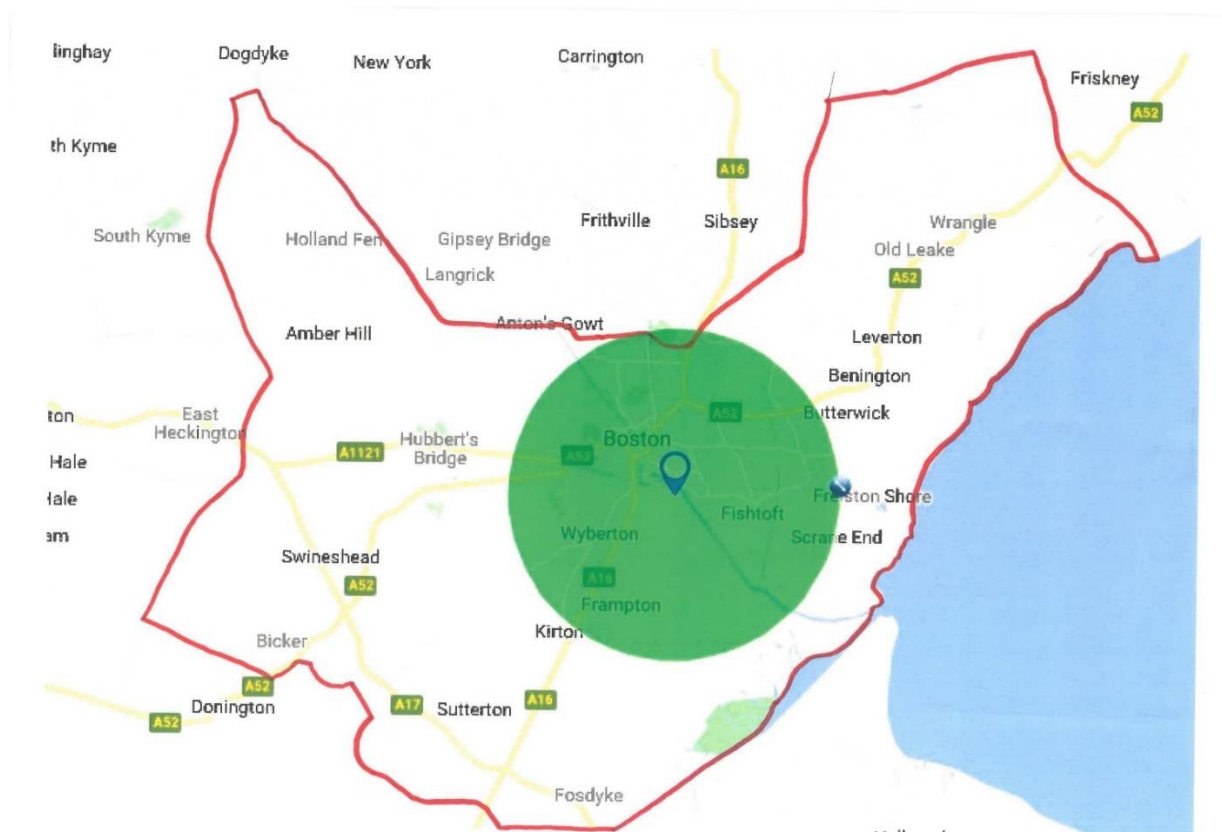 linghay
Dogdyke
New York
Carrington
Friskney
A52
th Kyme
A16
South Kyme
Holland Fen
Gipsey Bridge
Frithville
Sibsey
Wrangle
Old Leake
Langrick
A52
Anton's Gowt
Amber Hill
Leverton
Benington
ton
East
Heckington
A52
Butterwick
Hubbert's
Bridge
Boston
A1121
A52
Hale
Hale
Freiston Shore
Fishtoft
am
Wyberton
Scrane End
Swineshead
A52
A16
Frampton
Kirton
Bicker
A52
Donington
A52
A17
Sutterton
A16
Fosdyke